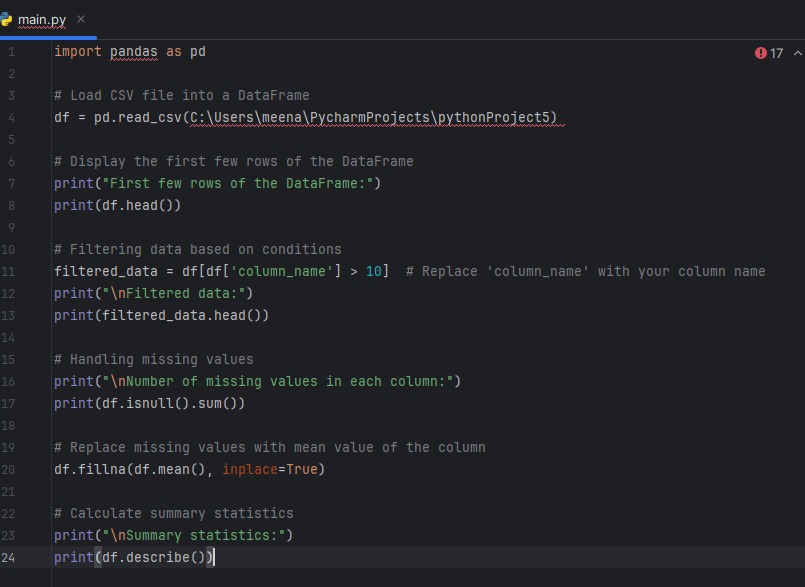 main.py
17
1 import pandas as pd
2
3 # Load CSV file into a DataFrame
4 df = pd.read_csv(C:\Users\meena\PycharmProjects\pythonProject5)
5
6 # Display the first few rows of the DataFrame
7 print("First few rows of the DataFrame:")
8 print(df.head())
9
10 # Filtering data based on conditions
11 filtered_data = df[df['column_name'] > 10]  # Replace 'column_name' with your column name
12 print("\nFiltered data:")
13 print(filtered_data.head())
14
15 # Handling missing values
16 print("\nNumber of missing values in each column:")
17 print(df.isnull().sum())
18
19 # Replace missing values with mean value of the column
20 df.fillna(df.mean(), inplace=True)
21
22 # Calculate summary statistics
23 print("\nSummary statistics:")
24 print(df.describe())